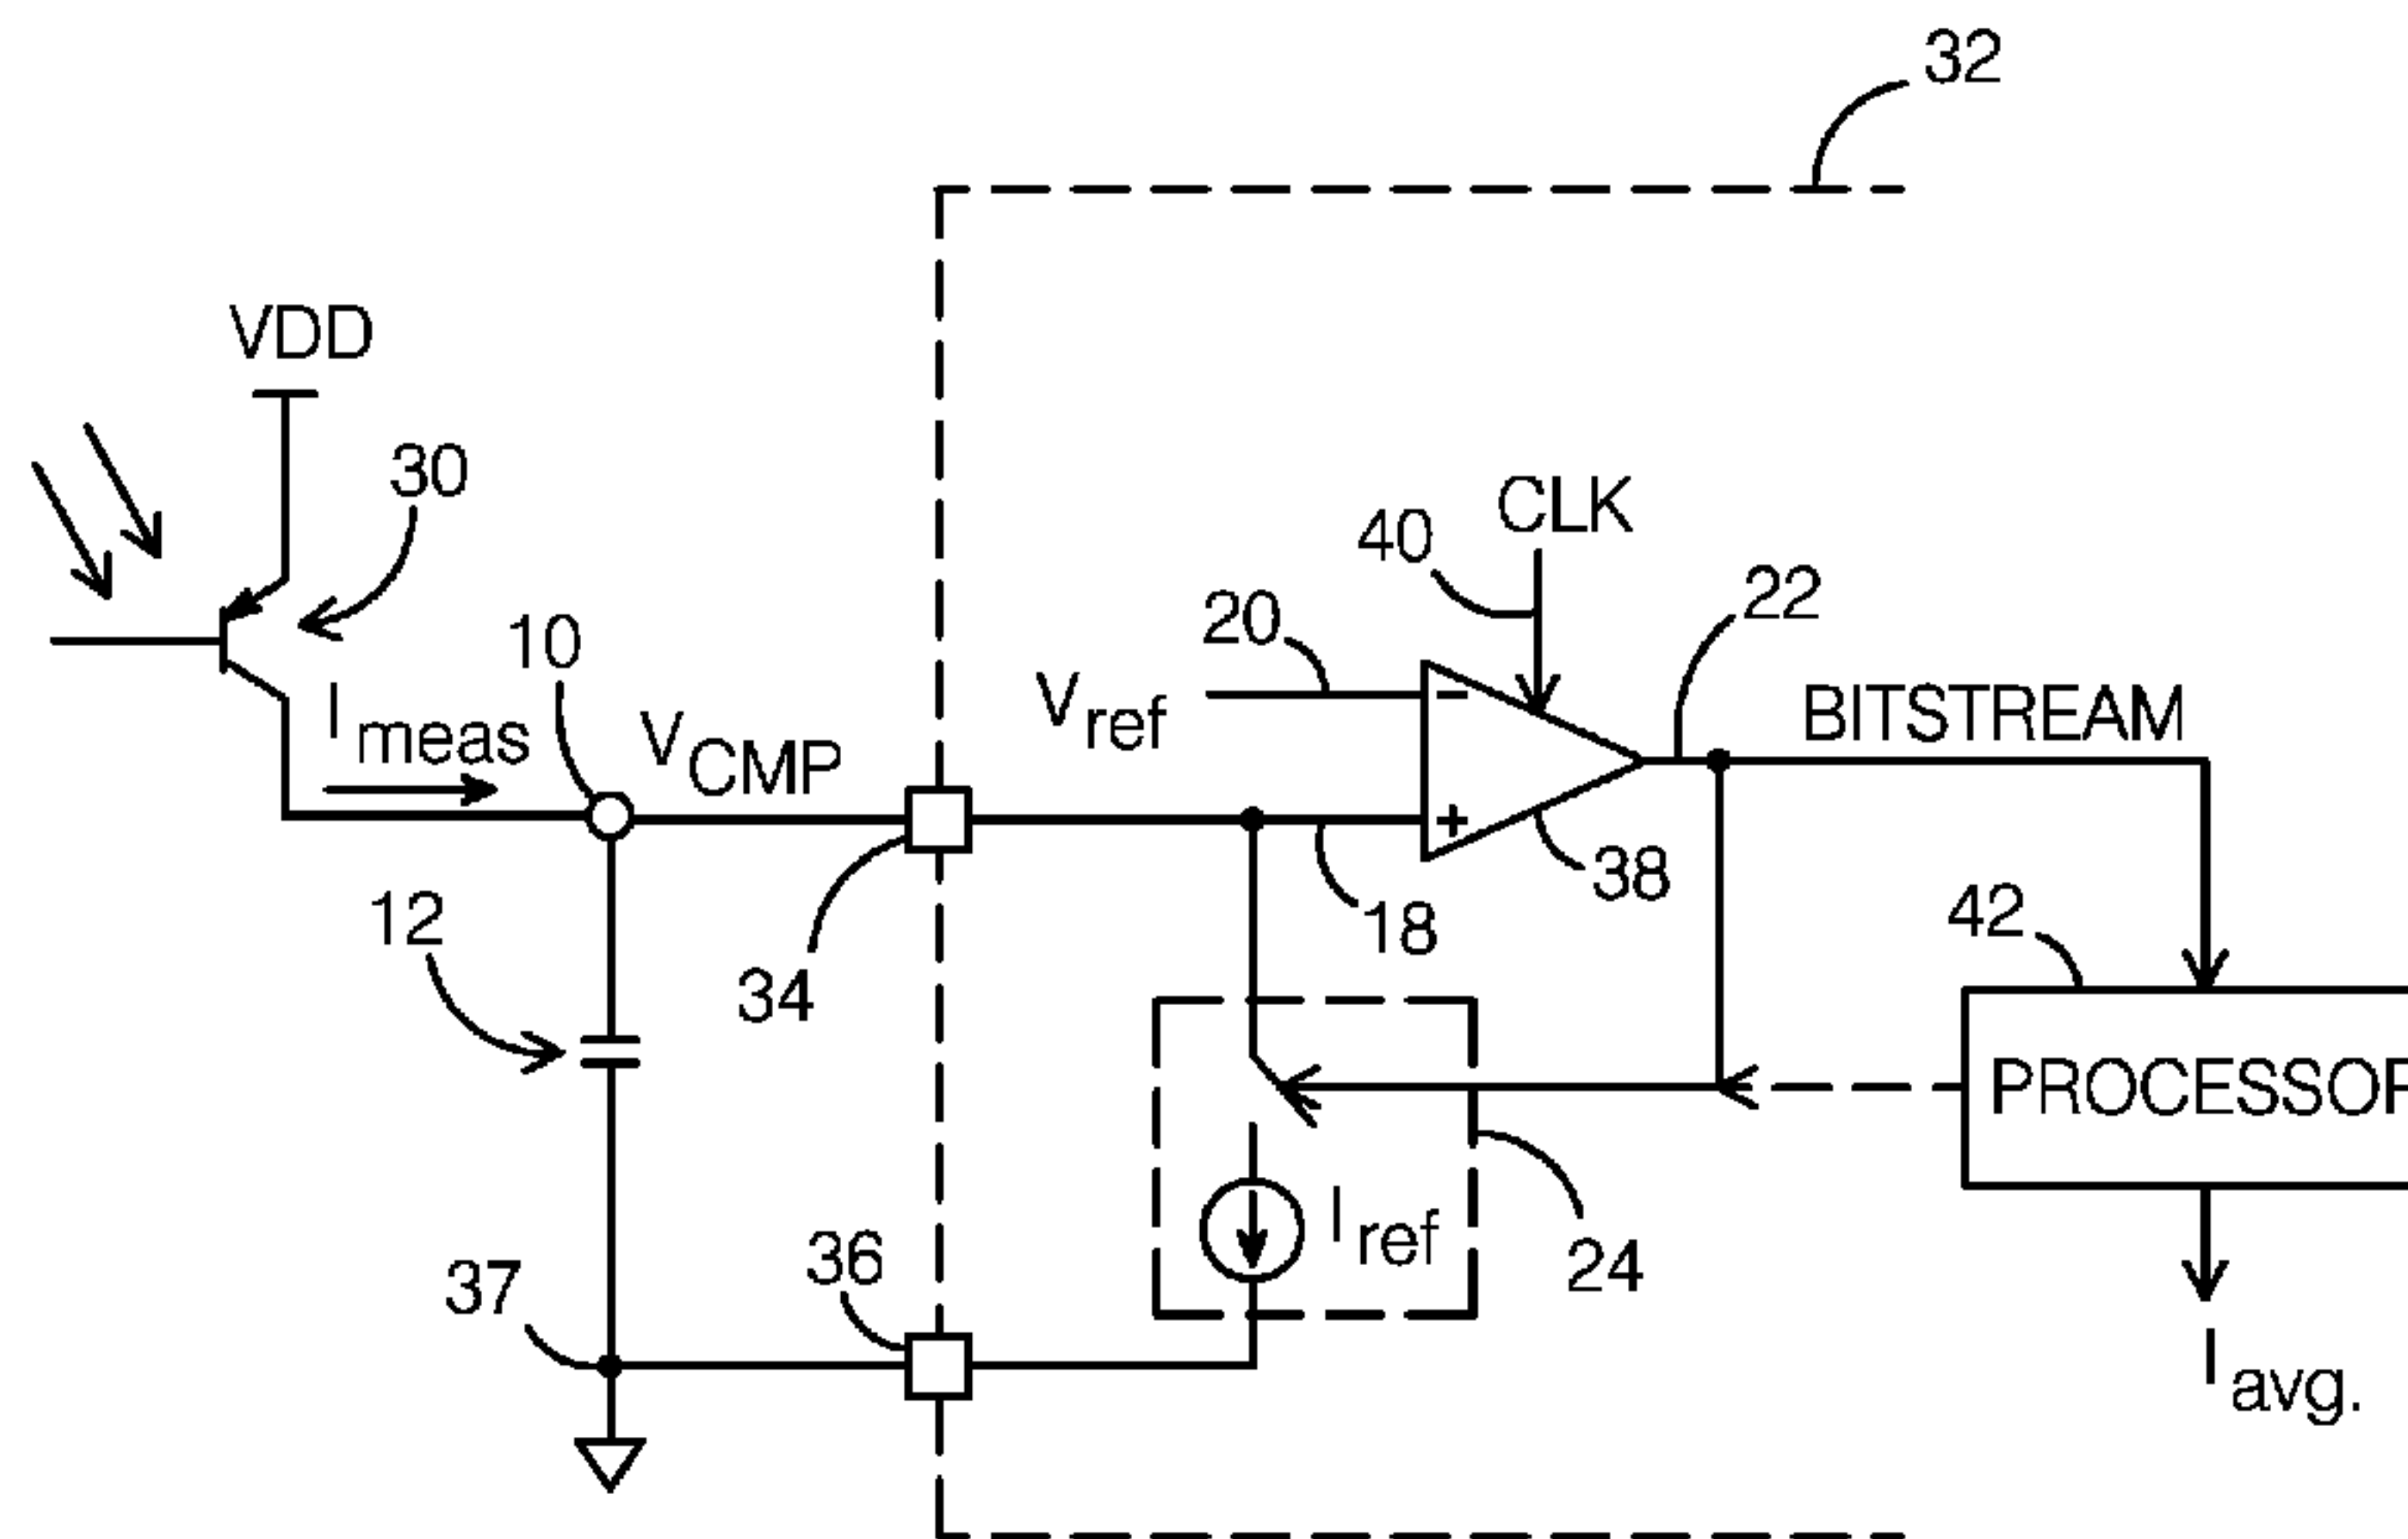 32
VDD
30
CLK
40
22
20
10
Vref
BITSTREAM
Imeas
VCMP
+
38
12
18
42
34
PROCESSOR
Iref
36
24
37
Iavg.